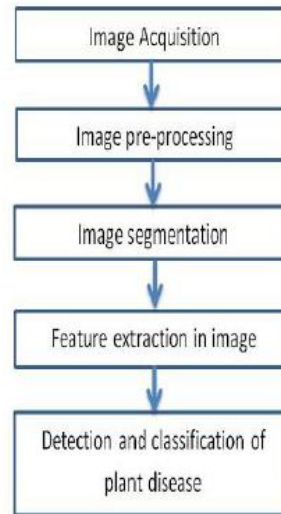 Image Acquisition
Image pre-processing
Image segmentation
Feature extraction in image
Detection and classification of
plant disease